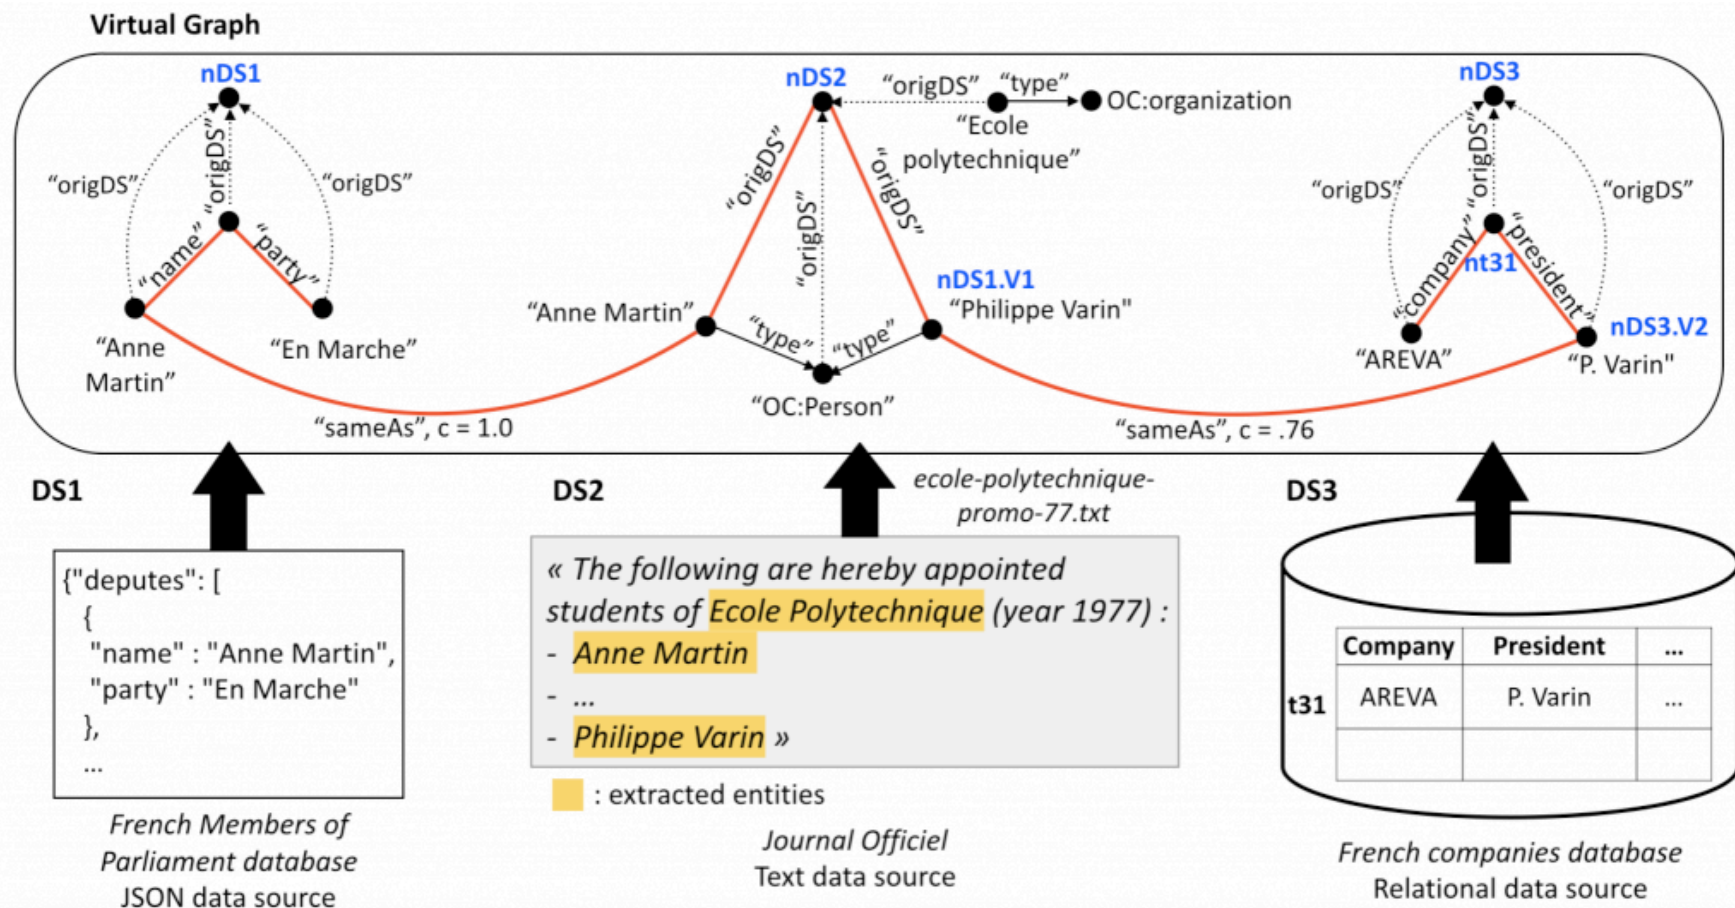 Virtual Graph
nDS1
nDS2
nDS3
“origDS”
“type”
OC:organization
“Ecole
polytechnique”
“origDS”
“origDS”
“origDS”
“name”
“party”
“Anne
Martin”
“En Marche”
“origDS”
“origDS”
“origDS”
“Anne Martin”
nDS1.V1
“Philippe Varin"
“type”
“type”
“OC:Person”
“origDS”
“origDS”
“origDS”
“company”
“president”
nt31
nDS3.V2
“AREVA”
“P. Varin"
“sameAs”, c = 1.0
“sameAs”, c = .76
DS1
{"deputes": [
{
"name" : "Anne Martin",
"party" : "En Marche"
},
...
French Members of
Parliament database
JSON data source
DS2
ecole-polytechnique-
promo-77.txt
« The following are hereby appointed
students of Ecole Polytechnique (year 1977) :
- Anne Martin
- ...
- Philippe Varin »
: extracted entities
Journal Officiel
Text data source
DS3
Company President ...
t31 AREVA P. Varin ...
French companies database
Relational data source